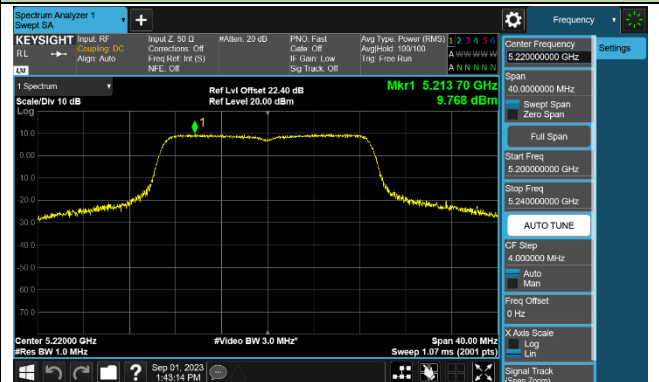 Spectrum Analyzer 1
Swept SA
+
Frequency
KEYSIGHT
RL
LXI
Input: RF
Coupling: DC
Align: Auto
Input Z: 50 Ω
Corrections: Off
Freq Ref: Int (S)
NFE: Off
#Atten: 20 dB
PNO: Fast
Gate: Off
IF Gain: Low
Sig Track: Off
Avg Type: Power (RMS)
Avg|Hold: 100/100
Trig: Free Run
1 2 3 4 5 6
A W W W W W
A N N N N N
1 Spectrum
Scale/Div 10 dB
Log
Ref Lvl Offset 22.40 dB
Ref Level 20.00 dBm
Mkr1 5.213 70 GHz
9.768 dBm
1
10.0
0.00
-10.0
-20.0
-30.0
-40.0
-50.0
-60.0
-70.0
Center 5.22000 GHz
#Res BW 1.0 MHz
#Video BW 3.0 MHz*
Span 40.00 MHz
Sweep 1.07 ms (2001 pts)
Sep 01, 2023
1:43:14 PM
?
Center Frequency
5.220000000 GHz
Settings
Span
40.0000000 MHz
Swept Span
Zero Span
Full Span
Start Freq
5.200000000 GHz
Stop Freq
5.240000000 GHz
AUTO TUNE
CF Step
4.000000 MHz
Auto
Man
Freq Offset
0 Hz
X Axis Scale
Log
Lin
Signal Track
(Span Zoom)